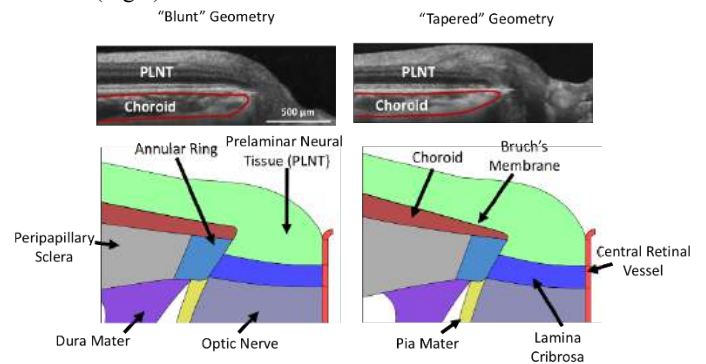 "Blunt" Geometry
"Tapered" Geometry
PLNT
Choroid
500 µm
PLNT
Choroid
Annular Ring
Prelaminar Neural
Tissue (PLNT)
Choroid
Bruch's
Membrane
Peripapillary
Sclera
Central Retinal
Vessel
Dura Mater
Optic Nerve
Pia Mater
Lamina
Cribrosa